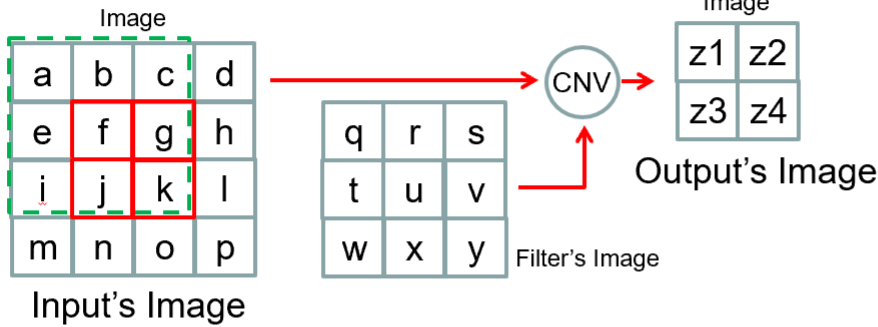 Image
a b c d
e f g h
i j k l
m n o p
Input's Image
q r s
t u v
w x y
Filter's Image
CNV
Image
z1 z2
z3 z4
Output's Image